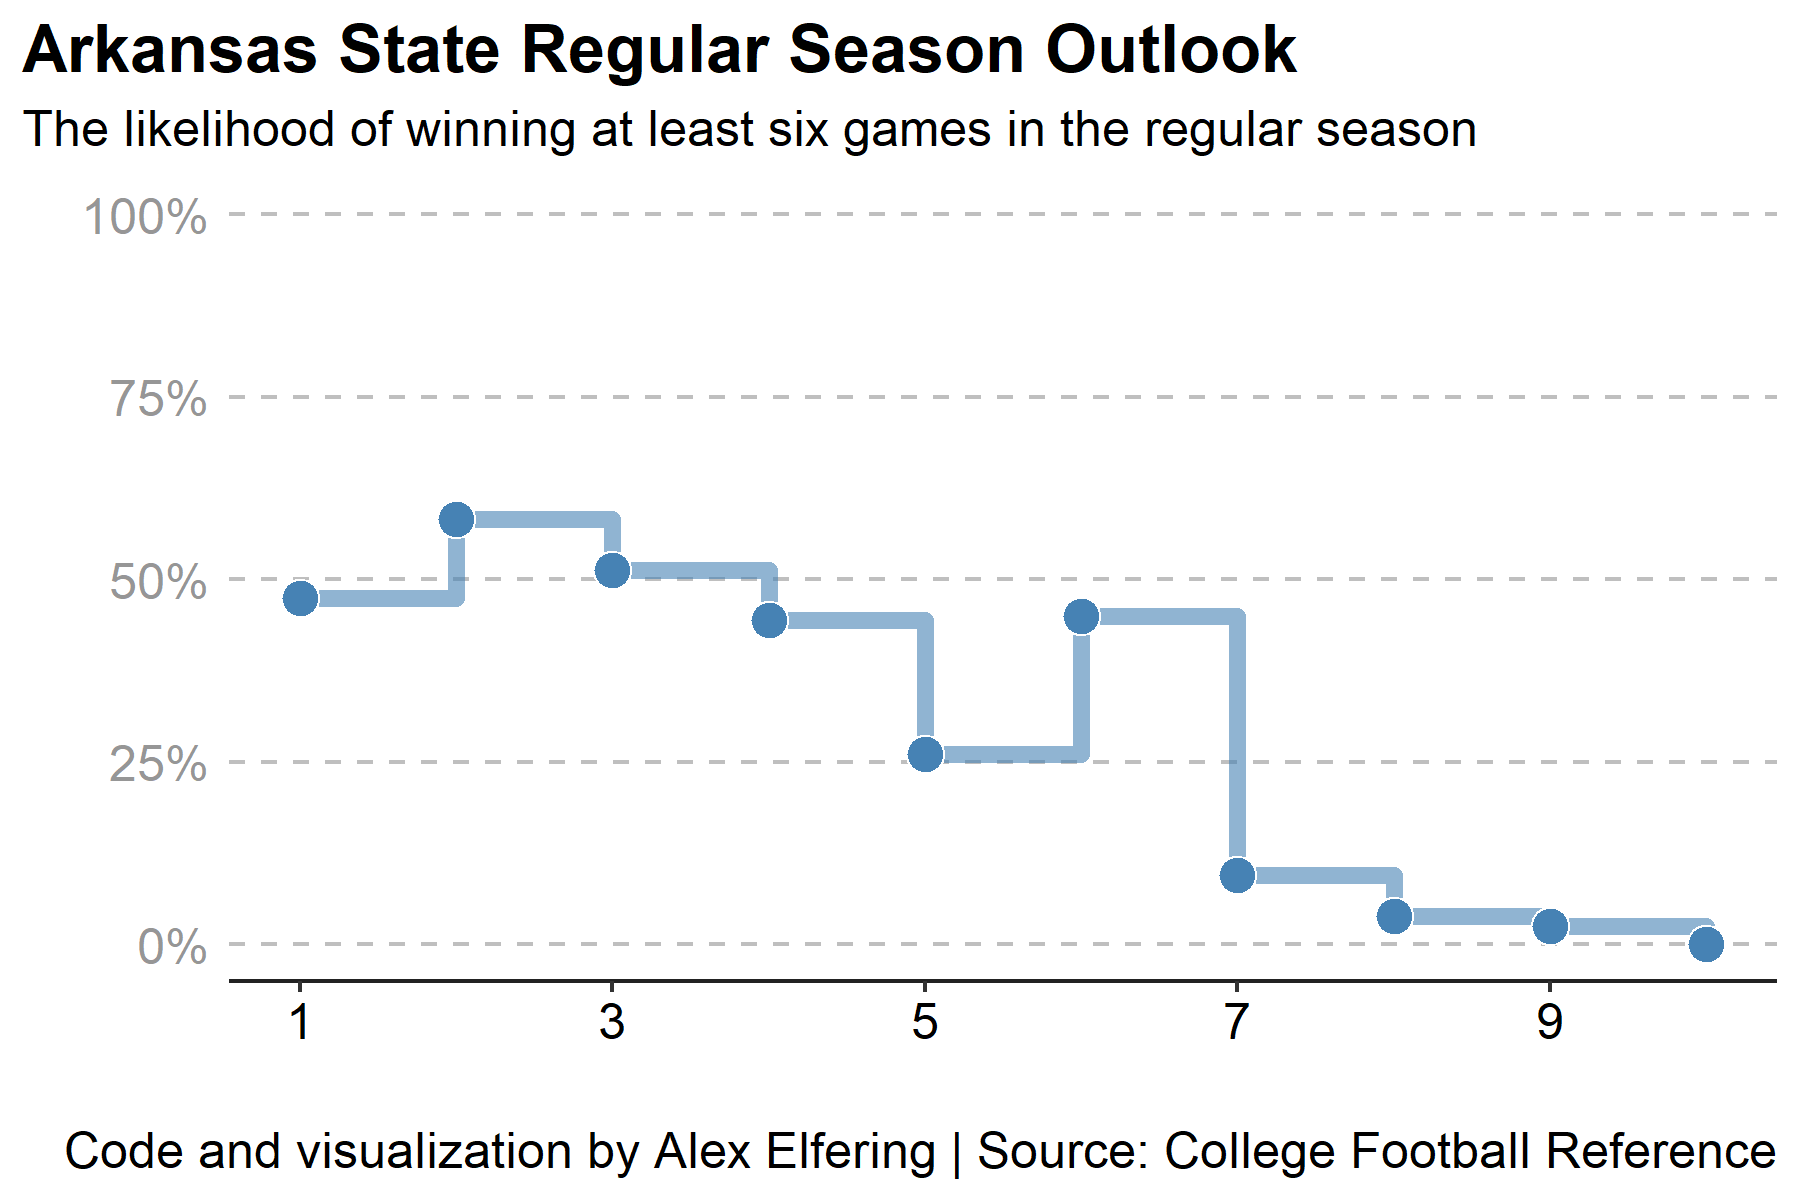 Arkansas State Regular Season Outlook
The likelihood of winning at least six games in the regular season
100%
75%
50%
25%
0%
1 3 5 7 9
Code and visualization by Alex Elfering | Source: College Football Reference